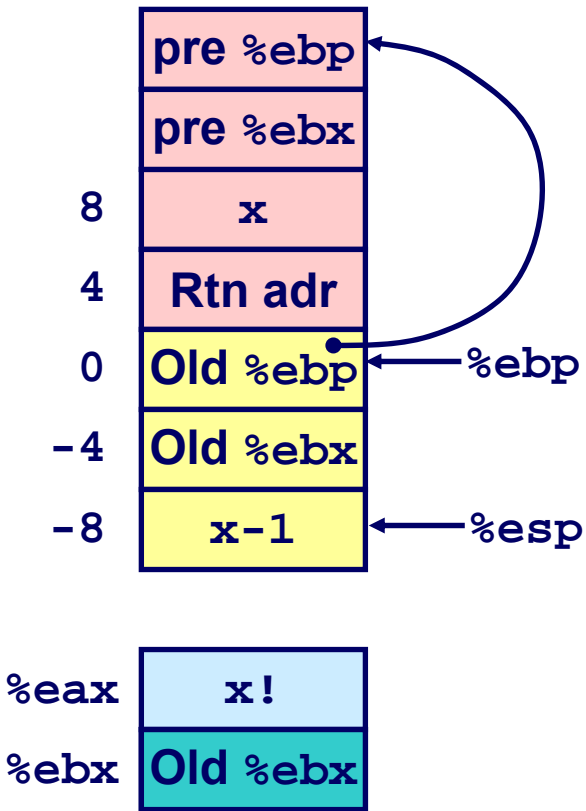 pre %ebp
pre %ebx
8 x
4 Rtn adr
0 Old %ebp %ebp
-4 Old %ebx
-8 x-1 %esp
%eax x!
%ebx Old %ebx